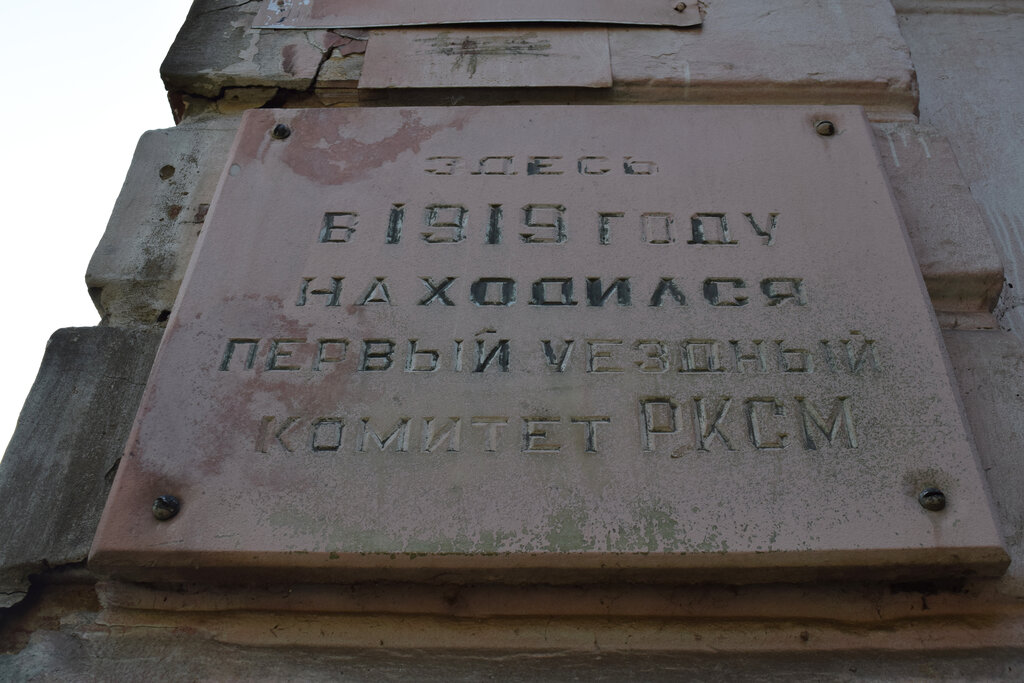 ЗДЕСЬ
В 1919 ГОДУ
НАХОДИЛСЯ
ПЕРВЫЙ УЕЗДНЫЙ
КОМИТЕТ РКСМ